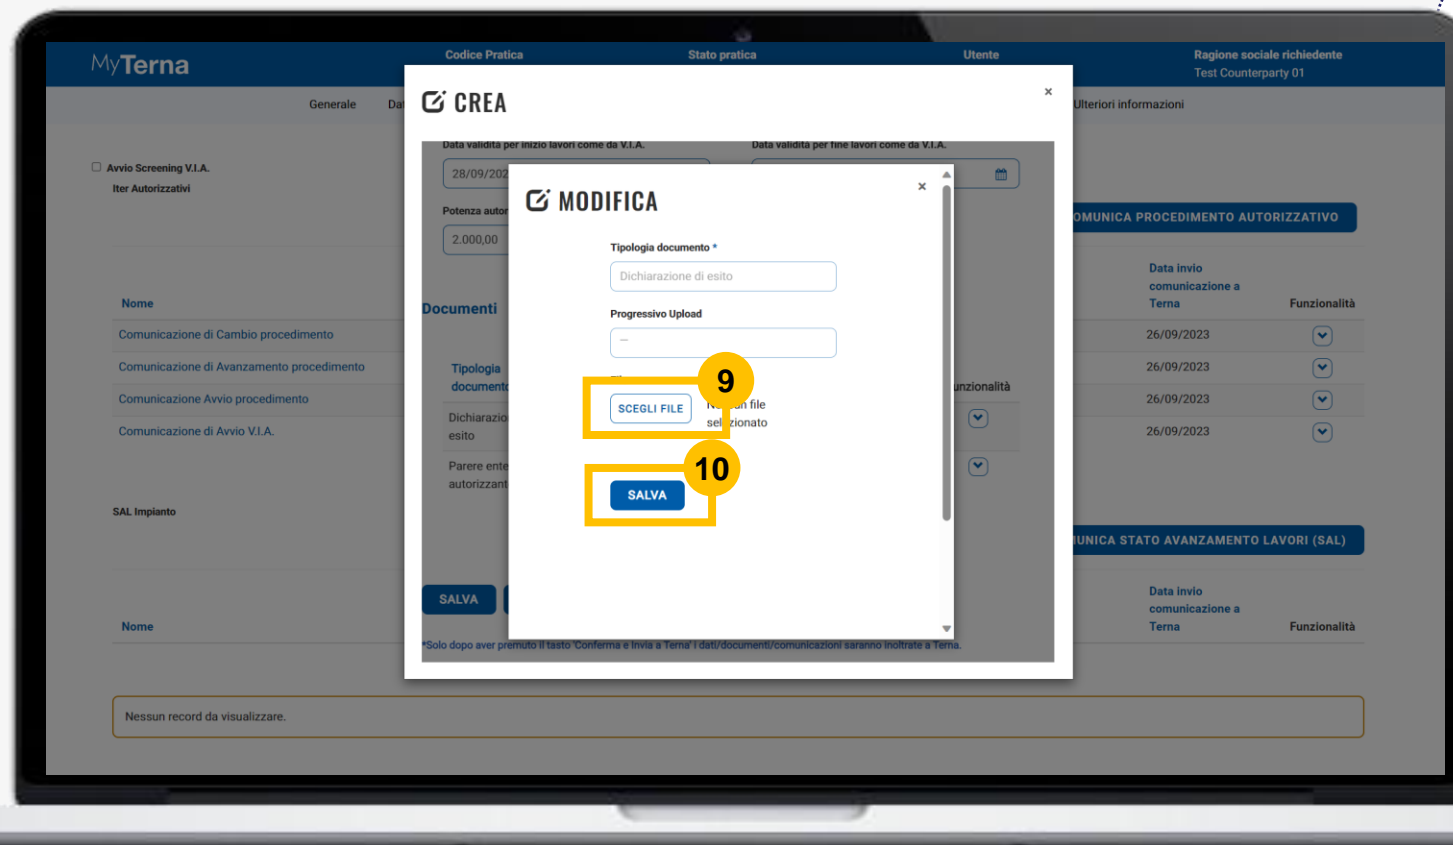 MyTerna
Codice Pratica
Stato pratica
Utente
Ragione sociale richiedente
Test Counterparty 01
Generale
Ulteriori informazioni
CREA
×
Avvio Screening V.I.A.
Iter Autorizzativi
Data validità per inizio lavori come da V.I.A.
Data validità per fine lavori come da V.I.A.
28/09/202
Potenza autor
2.000,00
MODIFICA
×
Tipologia documento *
Dichiarazione di esito
Progressivo Upload
—
9
SCEGLI FILE
file
10
SALVA
Documenti
Tipologia
documento
unzionalità
Dichiarazio
esito
Parere ente
autorizzant
SALVA
*Solo dopo aver premuto il tasto 'Conferma e Invia a Terna' i dati/documenti/comunicazioni saranno inoltrate a Terna.
OMUNICA PROCEDIMENTO AUTORIZZATIVO
Nome
Data invio
comunicazione a
Terna
Funzionalità
Comunicazione di Cambio procedimento
26/09/2023
Comunicazione di Avanzamento procedimento
26/09/2023
Comunicazione Avvio procedimento
26/09/2023
Comunicazione di Avvio V.I.A.
26/09/2023
SAL Impianto
UNICA STATO AVANZAMENTO LAVORI (SAL)
Nome
Data invio
comunicazione a
Terna
Funzionalità
Nessun record da visualizzare.